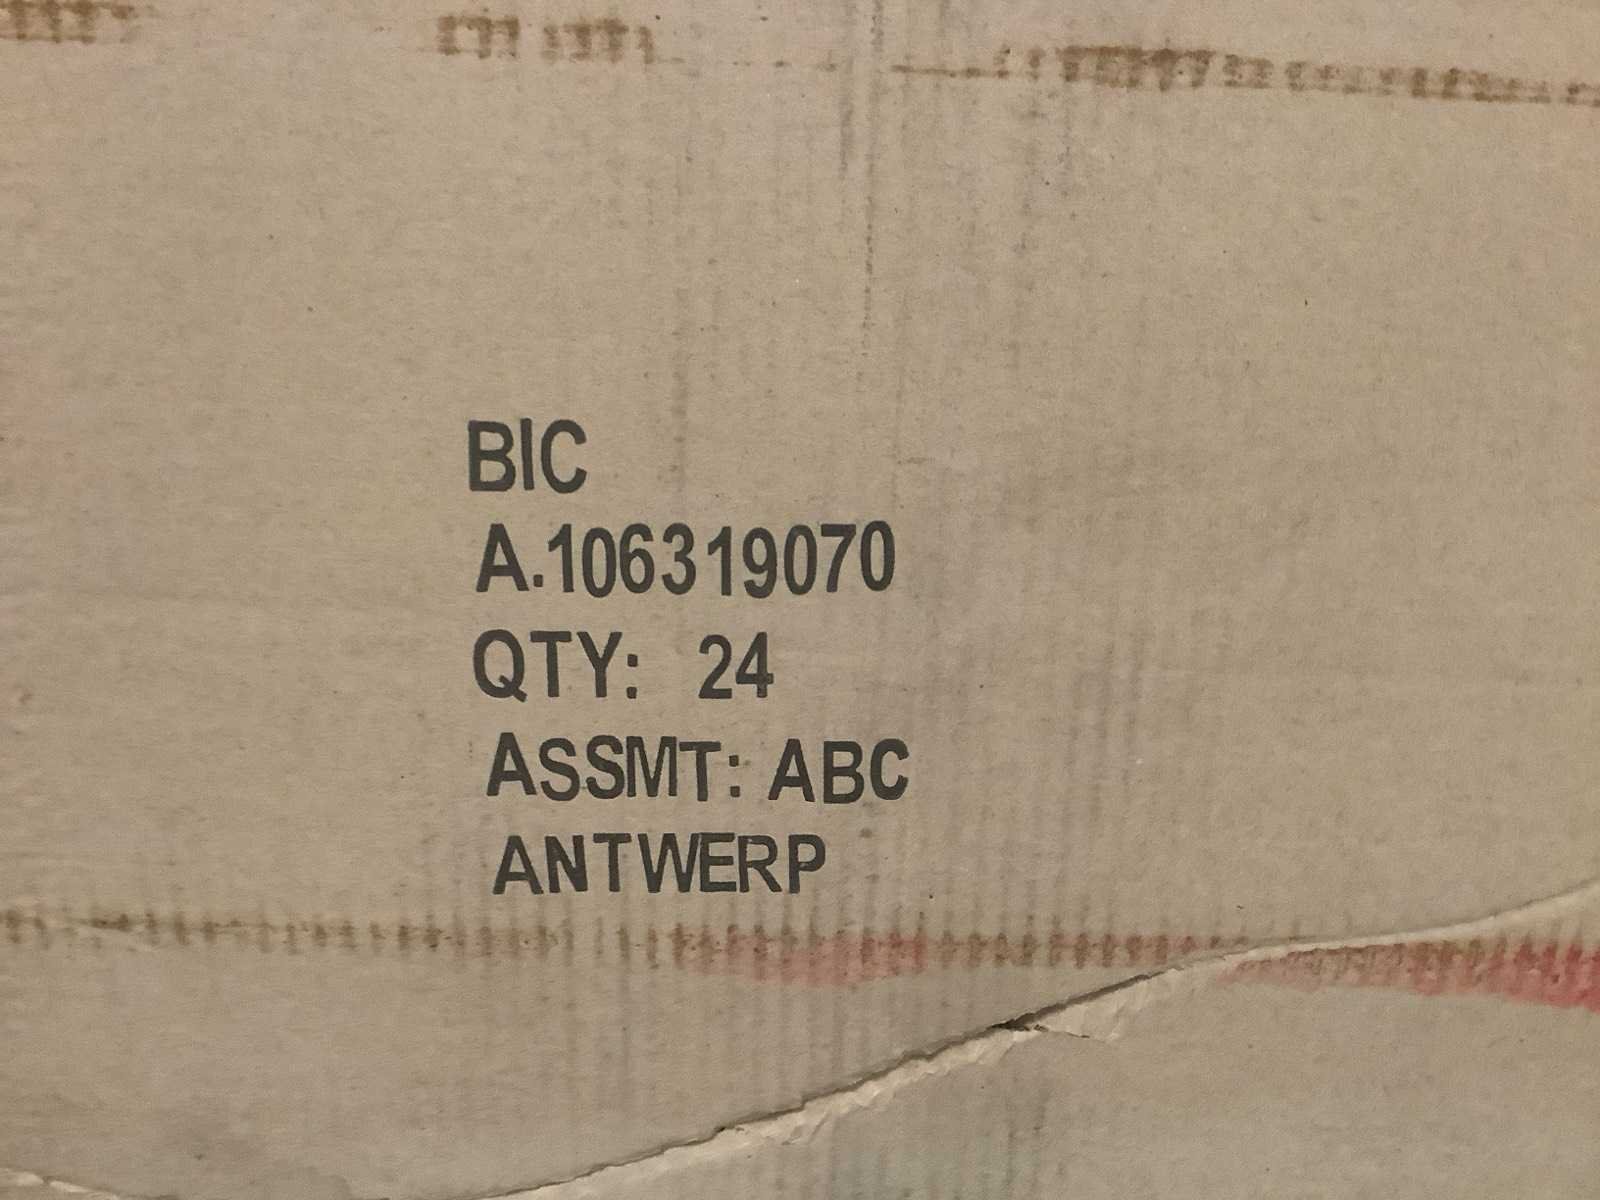 BIC
A.106319070
QTY: 24
ASSMT: ABC
ANTWERP